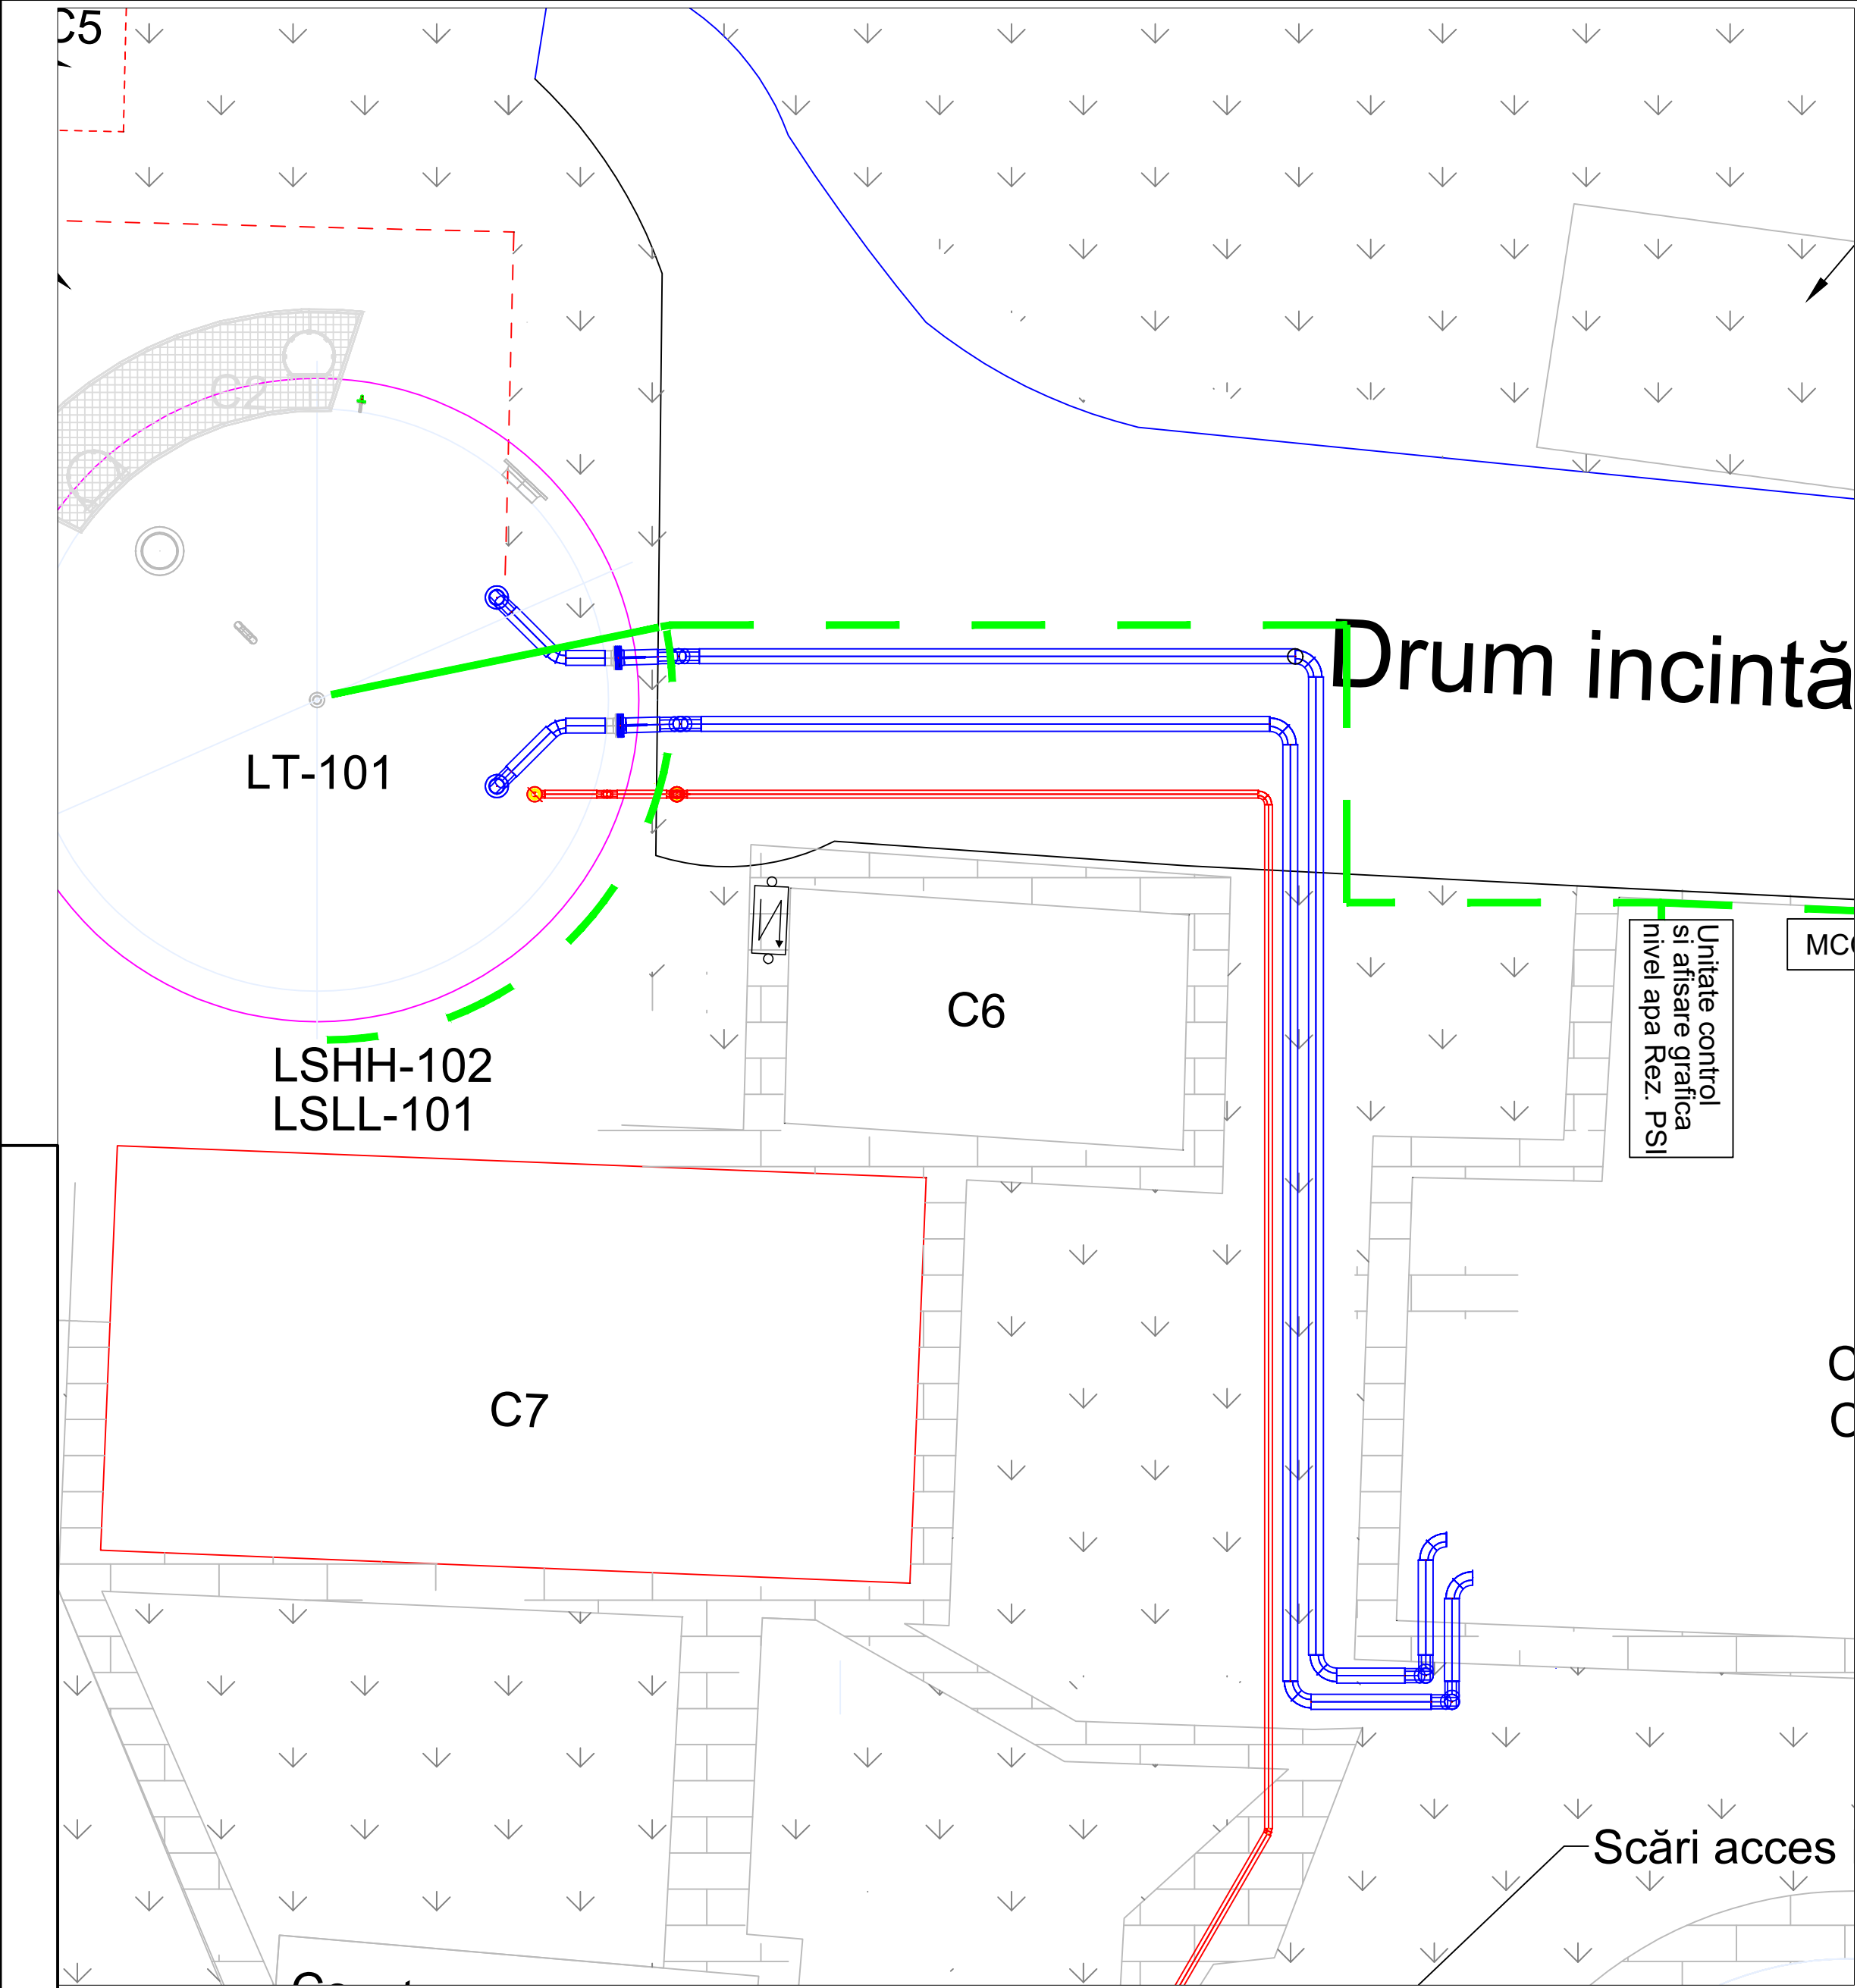 C5
C2
Drum incintă
LT-101
Unitate control
si afisare grafica
nivel apa Rez. PSI
C6
LSHH-102
LSLL-101
C7
Scări acces